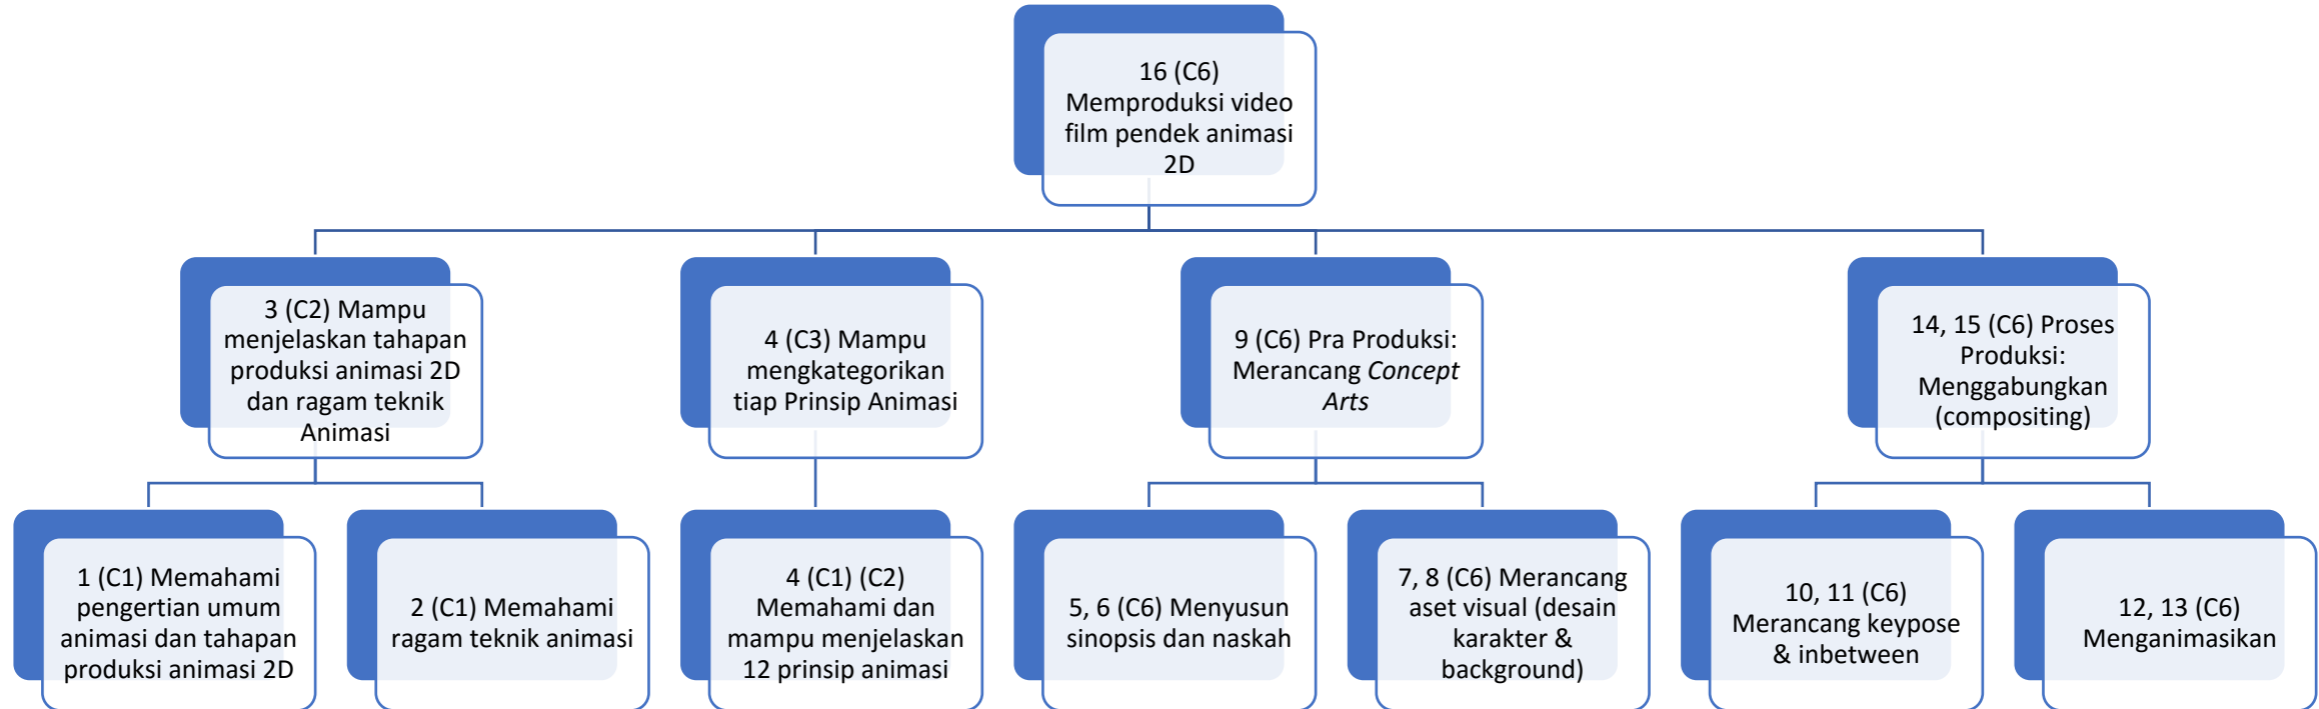 16 (C6)
Memproduksi video
film pendek animasi
2D
3 (C2) Mampu
menjelaskan tahapan
produksi animasi 2D
dan ragam teknik
Animasi
4 (C3) Mampu
mengkategorikan
tiap Prinsip Animasi
9 (C6) Pra Produksi:
Merancang Concept
Arts
14, 15 (C6) Proses
Produksi:
Menggabungkan
(compositing)
1 (C1) Memahami
pengertian umum
animasi dan tahapan
produksi animasi 2D
2 (C1) Memahami
ragam teknik animasi
4 (C1) (C2)
Memahami dan
mampu menjelaskan
12 prinsip animasi
5, 6 (C6) Menyusun
sinopsis dan naskah
7, 8 (C6) Merancang
aset visual (desain
karakter &
background)
10, 11 (C6)
Merancang keypose
& inbetween
12, 13 (C6)
Menganimasikan